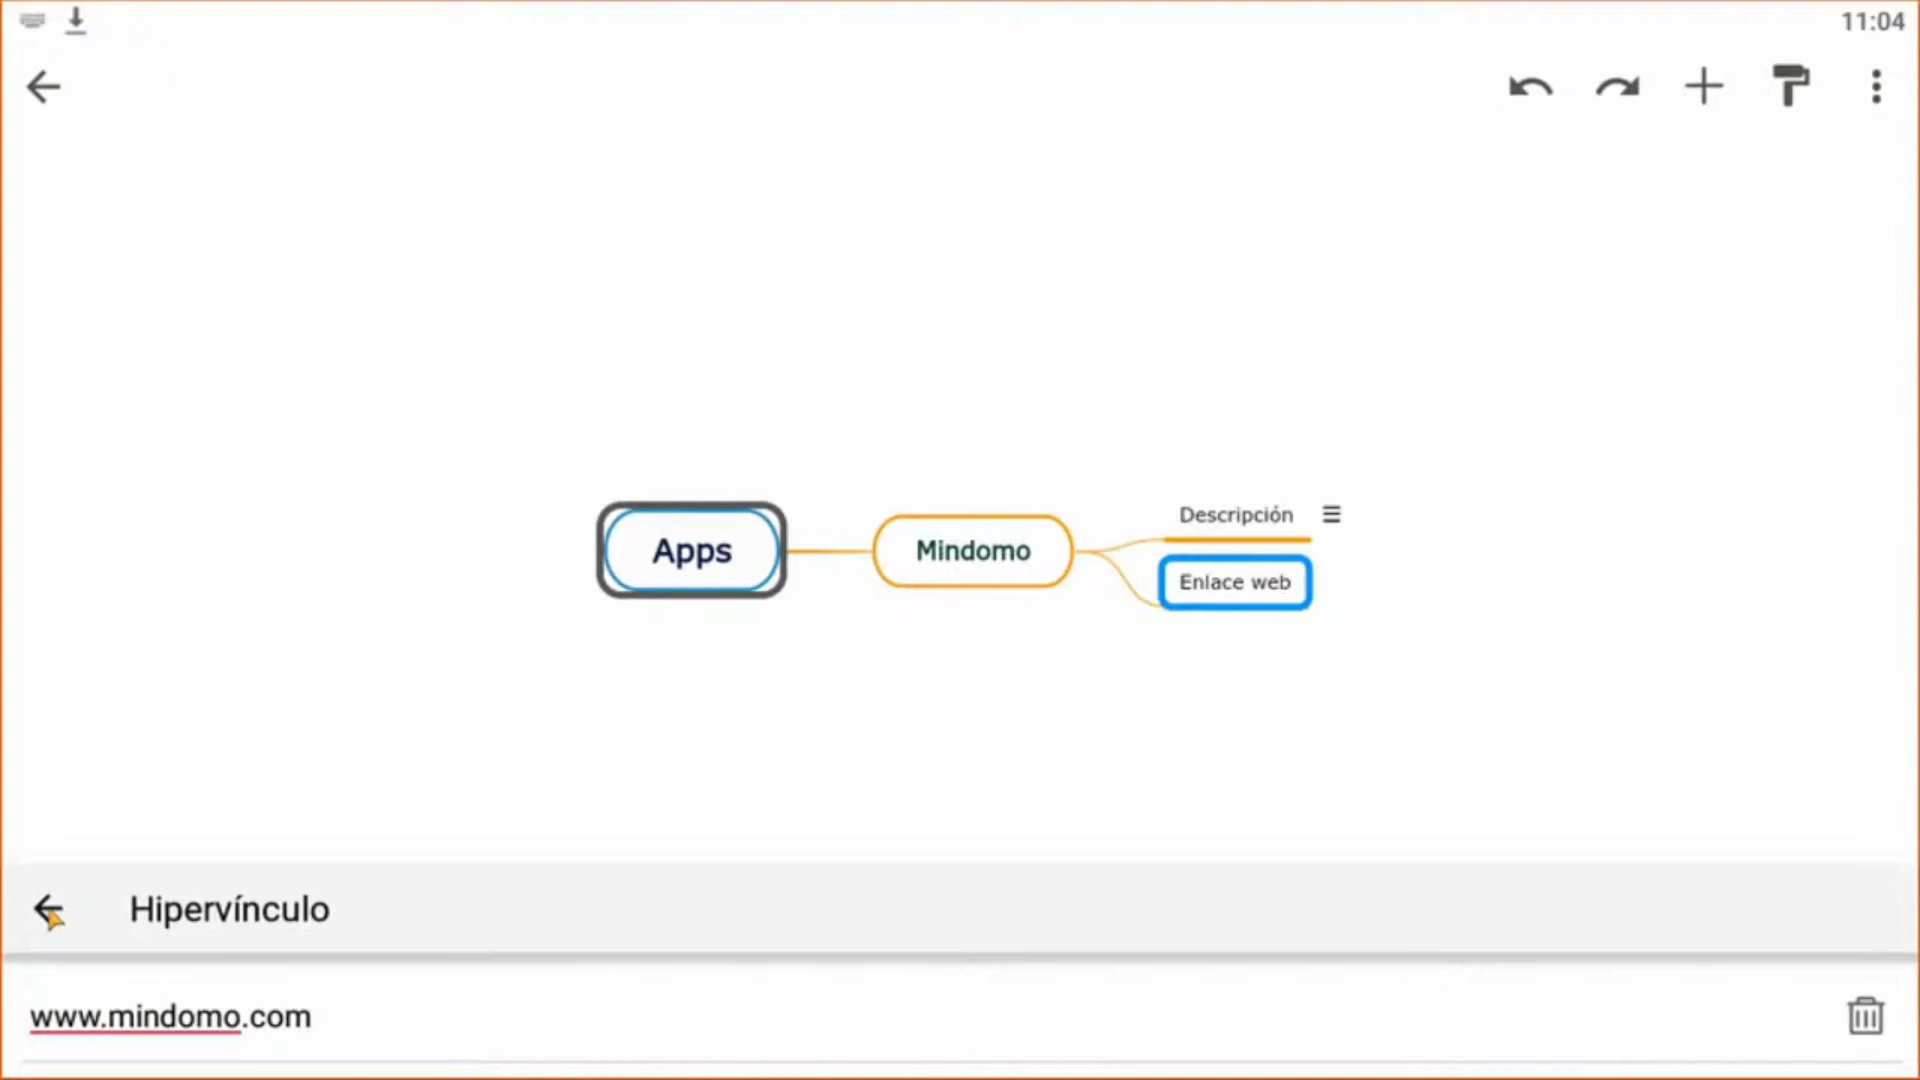 11:04
Apps
Mindomo
Descripción
Enlace web
Hipervínculo
www.mindomo.com